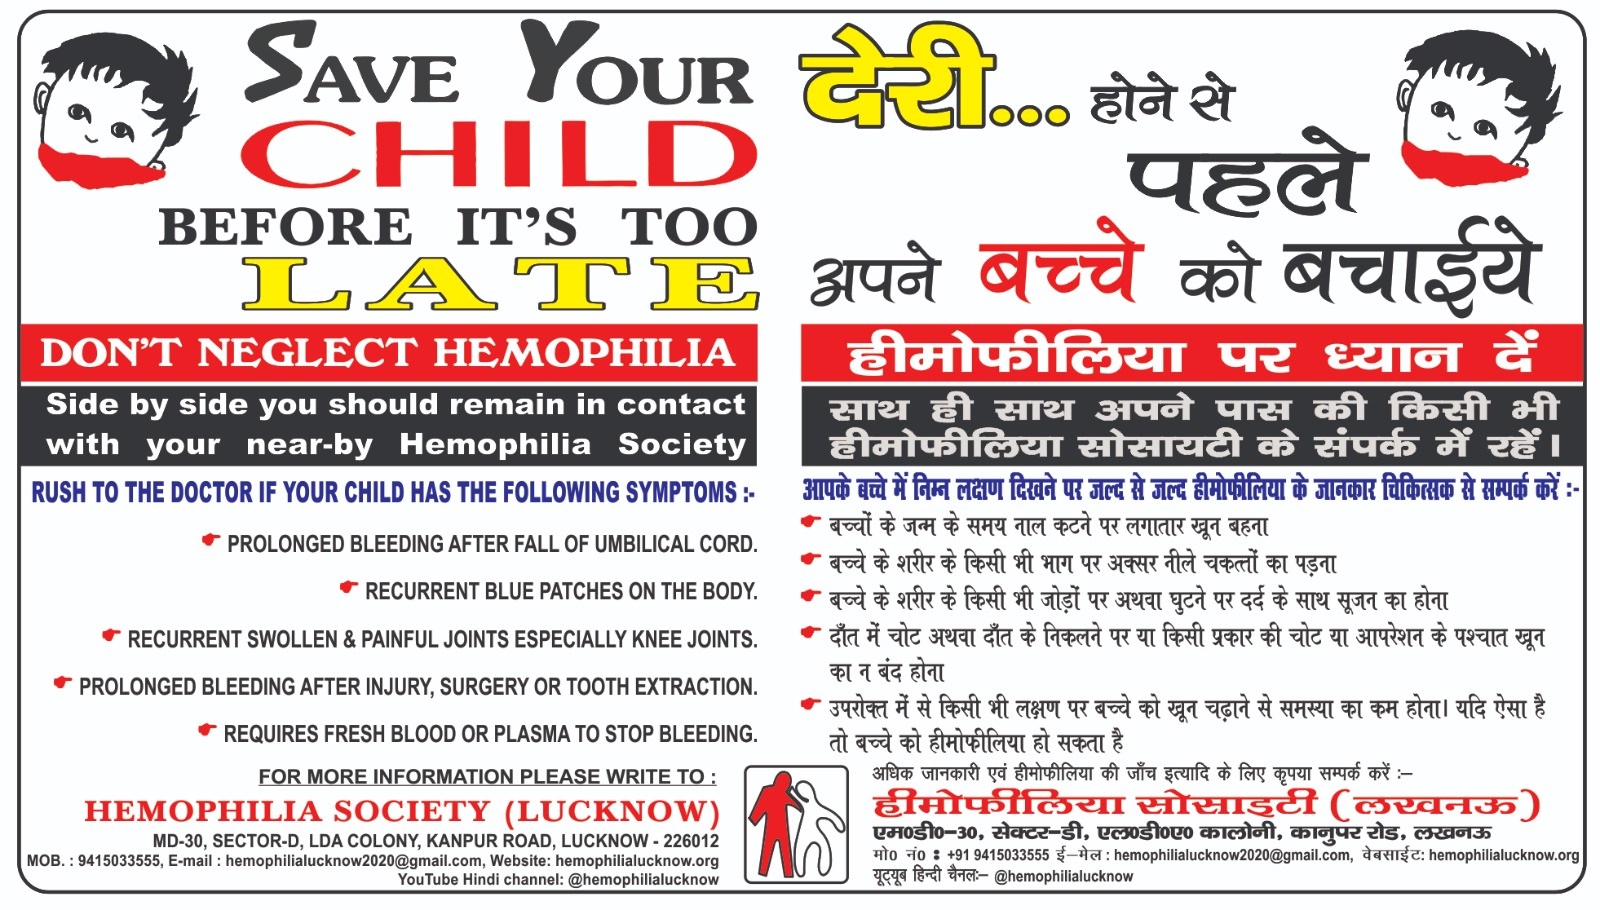 SAVE YOUR
CHILD
BEFORE IT'S TOO
LATE
DON'T NEGLECT HEMOPHILIA
Side by side you should remain in contact
with your near-by Hemophilia Society
RUSH TO THE DOCTOR IF YOUR CHILD HAS THE FOLLOWING SYMPTOMS :-
PROLONGED BLEEDING AFTER FALL OF UMBILICAL CORD.
RECURRENT BLUE PATCHES ON THE BODY.
RECURRENT SWOLLEN & PAINFUL JOINTS ESPECIALLY KNEE JOINTS.
PROLONGED BLEEDING AFTER INJURY, SURGERY OR TOOTH EXTRACTION.
REQUIRES FRESH BLOOD OR PLASMA TO STOP BLEEDING.
FOR MORE INFORMATION PLEASE WRITE TO :
HEMOPHILIA SOCIETY (LUCKNOW)
MD-30, SECTOR-D, LDA COLONY, KANPUR ROAD, LUCKNOW - 226012
MOB. : 9415033555, E-mail : hemophilialucknow2020@gmail.com, Website: hemophilialucknow.org
YouTube Hindi channel: @hemophilialucknow
देरी... होने से
पहले
अपने बच्चे को बचाईये
हीमोफीलिया पर ध्यान दें
साथ ही साथ अपने पास की किसी भी
हीमोफीलिया सोसायटी के संपर्क में रहें।
आपके बच्चे में निम्न लक्षण दिखने पर जल्द से जल्द हीमोफीलिया के जानकार चिकित्सक से सम्पर्क करें :-
बच्चों के जन्म के समय नाल कटने पर लगातार खून बहना
बच्चे के शरीर के किसी भी भाग पर अक्सर नीले चकत्तों का पड़ना
बच्चे के शरीर के किसी भी जोड़ों पर अथवा घुटने पर दर्द के साथ सूजन का होना
दाँत में चोट अथवा दाँत के निकलने पर या किसी प्रकार की चोट या आपरेशन के पश्चात खून
का न बंद होना
उपरोक्त में से किसी भी लक्षण पर बच्चे को खून चढ़ाने से समस्या का कम होना। यदि ऐसा है
तो बच्चे को हीमोफीलिया हो सकता है
अधिक जानकारी एवं हीमोफीलिया की जाँच इत्यादि के लिए कृपया सम्पर्क करें :–
हीमोफीलिया सोसाइटी (लखनऊ)
एम0डी0-30, सेक्टर-डी, एल0डी0ए0 कालोनी, कानुपर रोड, लखनऊ
मो0 नं0 : +91 9415033555 ई–मेल : hemophilialucknow2020@gmail.com, वेबसाईट: hemophilialucknow.org
यूट्यूब हिन्दी चैनलः– @hemophilialucknow